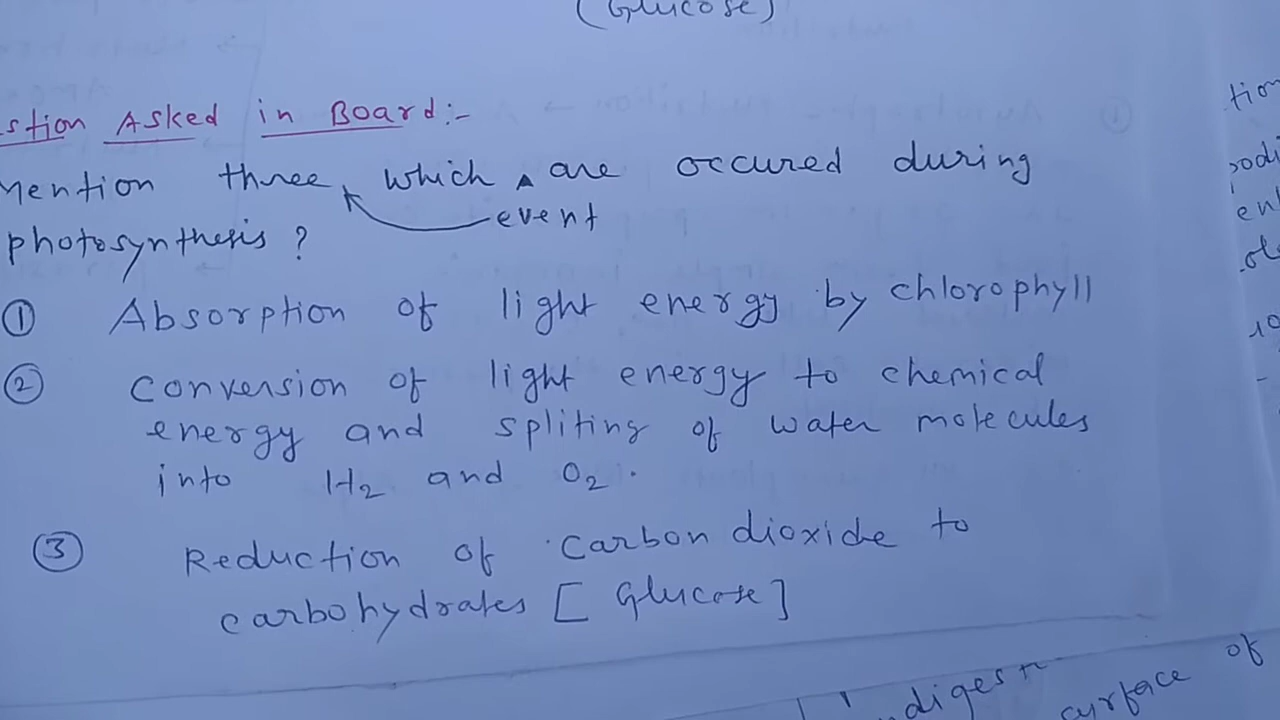 (Glucose)
stion Asked in Board:-
Mention three which are occured during
event
photosynthesis ?
① Absorption of light energy by chlorophyll
② Conversion of light energy to chemical
energy and spliting of water molecules
into H₂ and O₂.
③ Reduction of carbon dioxide to
carbohydrates [Glucose]
surface of